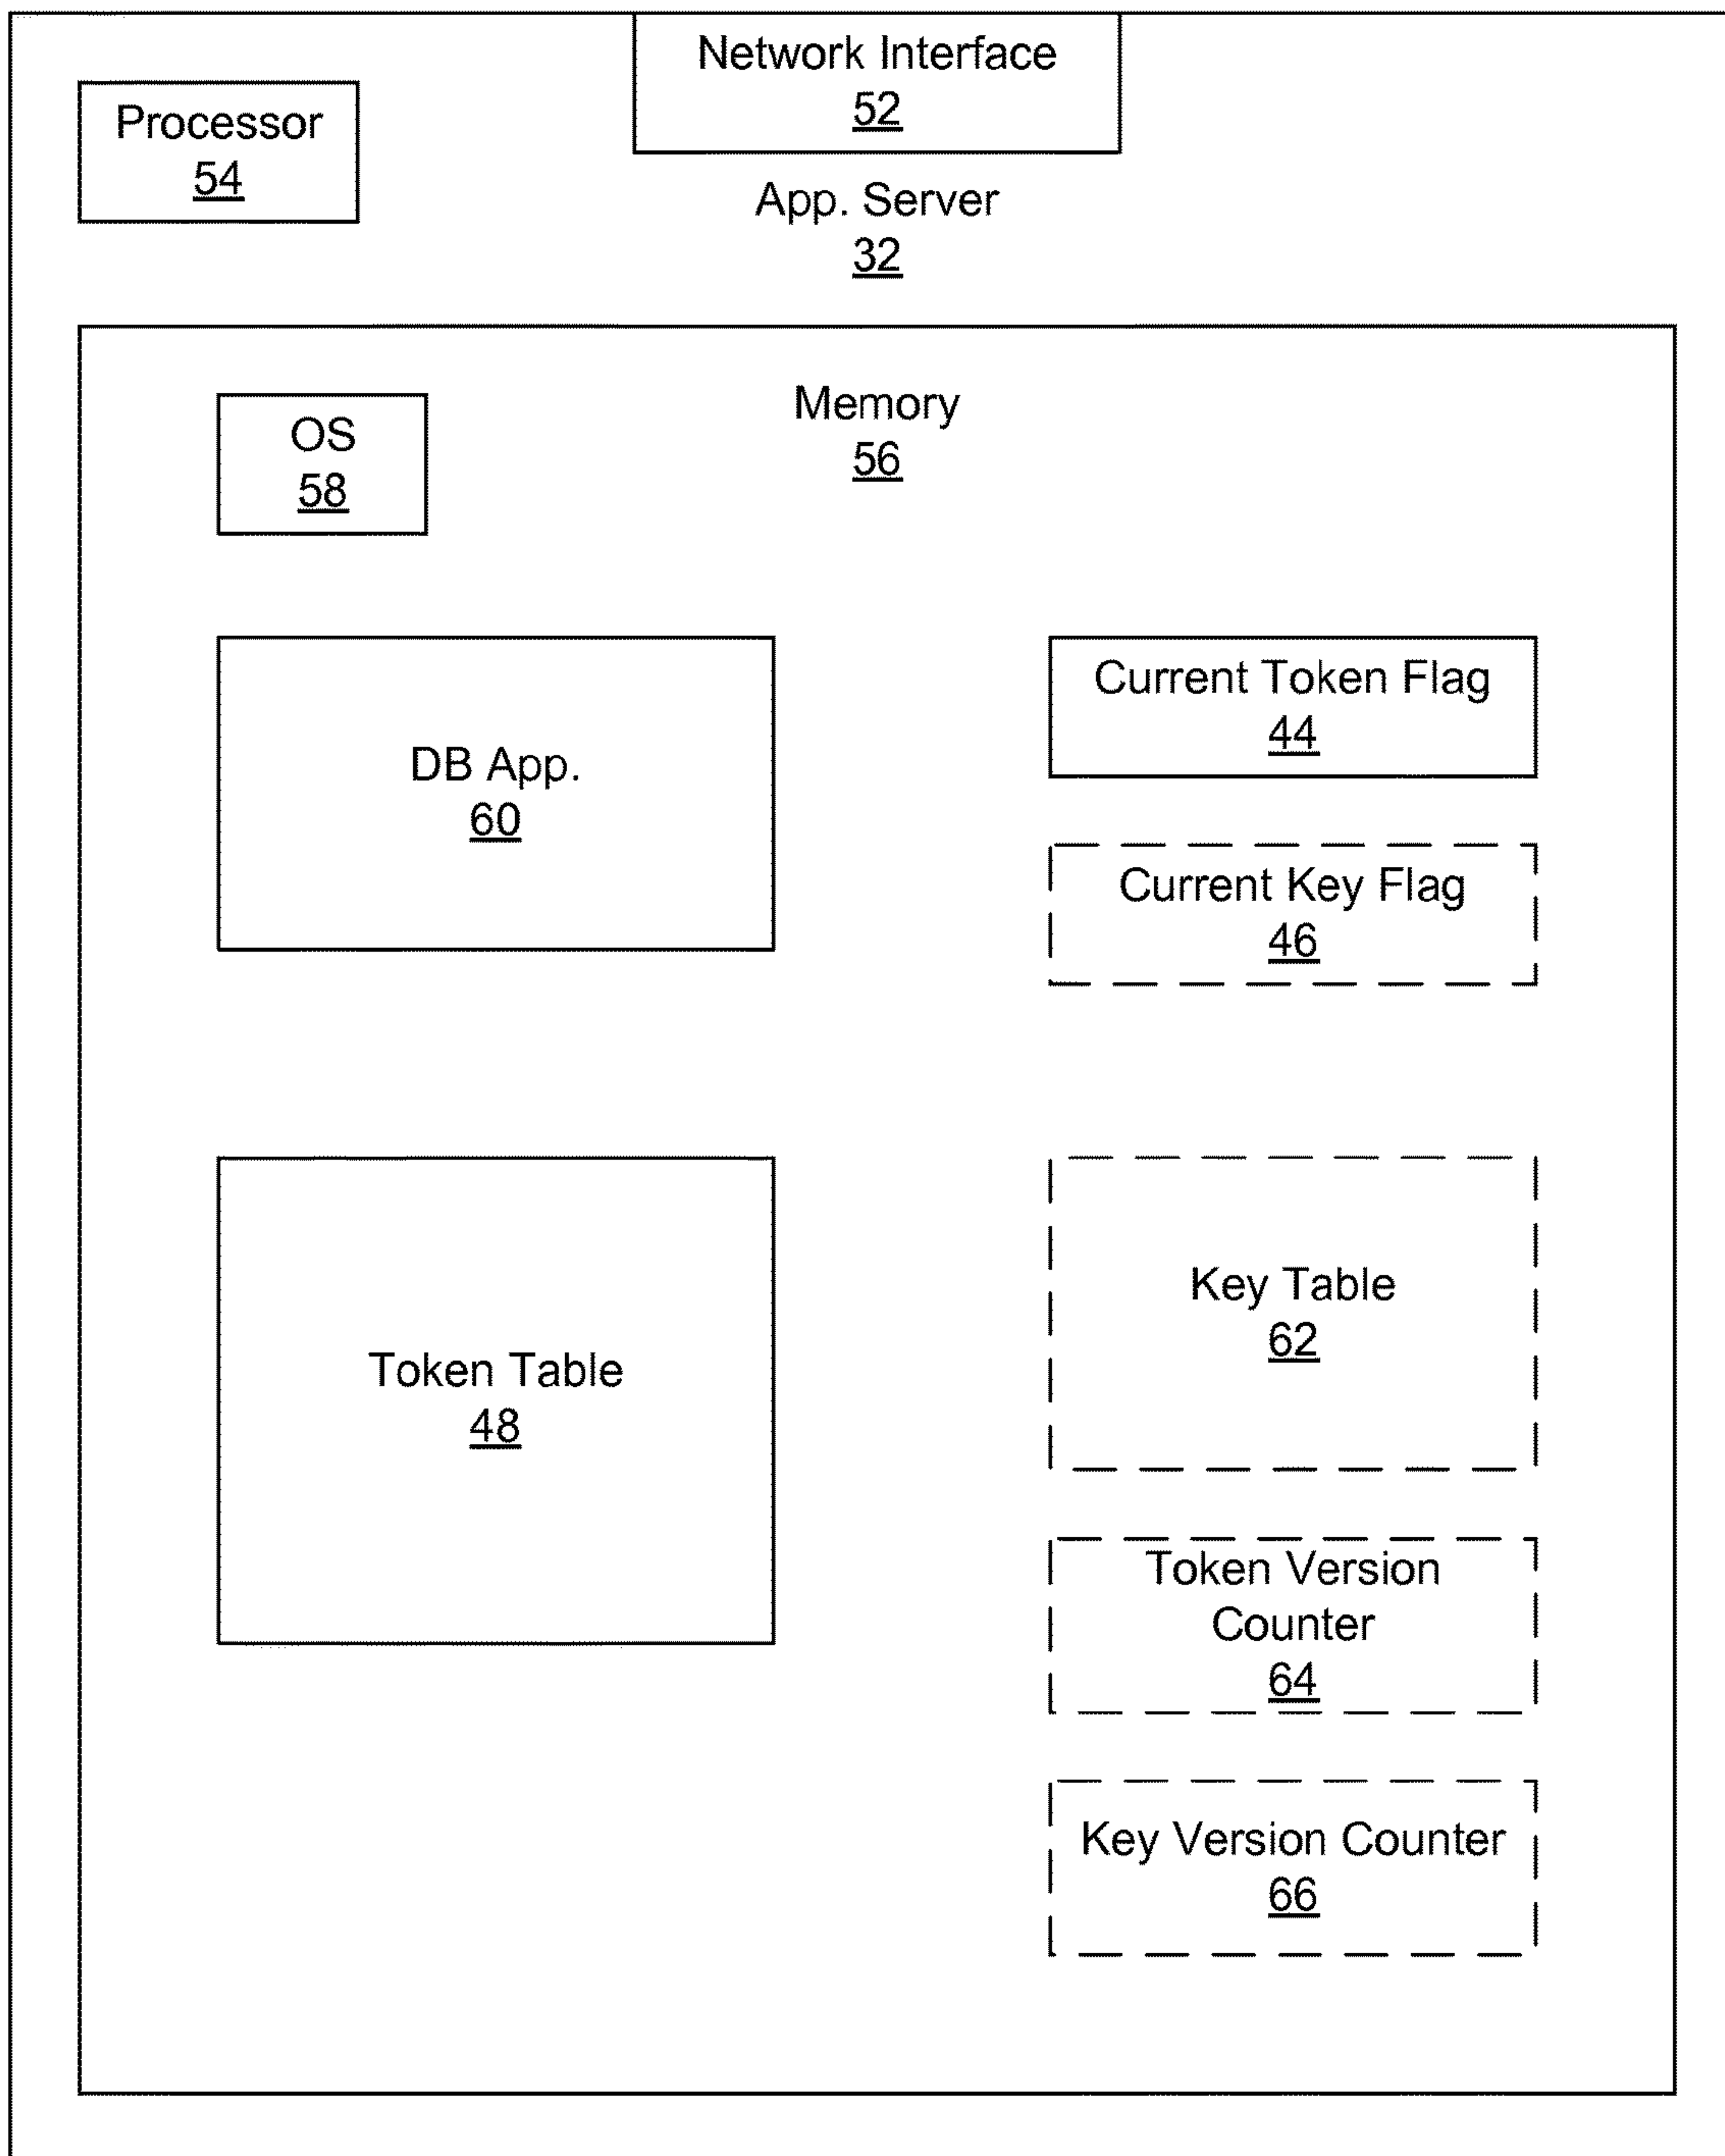 Network Interface
52
Processor
54
App. Server
32
Memory
56
OS
58
DB App.
60
Current Token Flag
44
Current Key Flag
46
Token Table
48
Key Table
62
Token Version
Counter
64
Key Version Counter
66